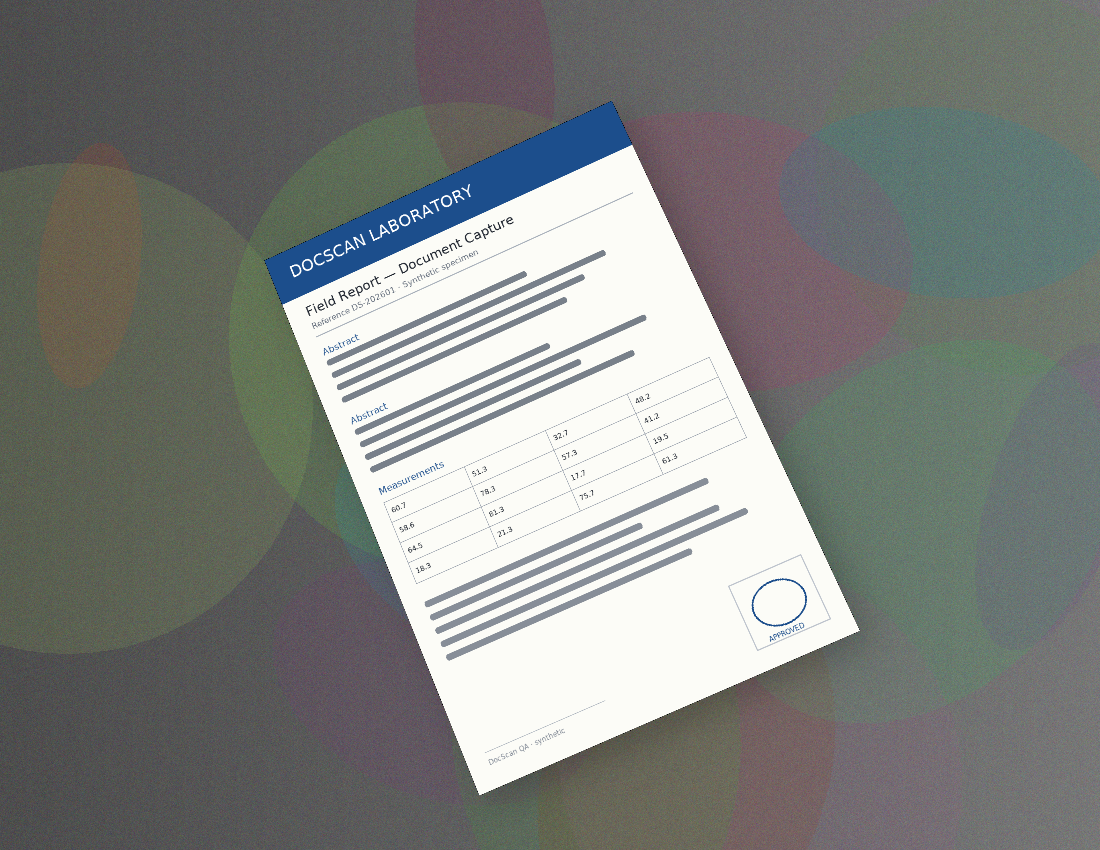 DOCSCAN LABORATORY
Field Report — Document Capture
Reference DS-202601 · Synthetic specimen
Abstract
Abstract
Measurements
60.7 51.3 32.7 48.2
58.6 78.3 57.3 41.2
64.5 81.3 17.7 19.5
18.3 21.3 75.7 61.3
APPROVED
DocScan QA · synthetic